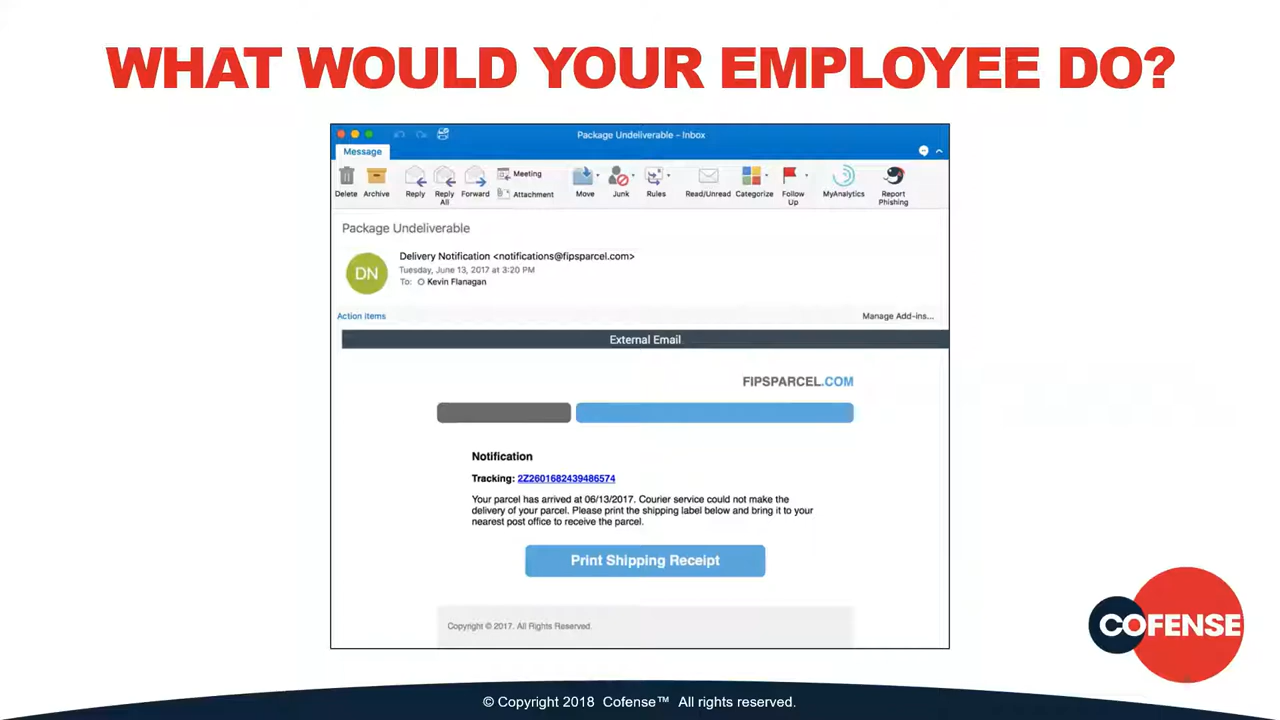 WHAT WOULD YOUR EMPLOYEE DO?
Package Undeliverable – Inbox
Message
Delete
Archive
Reply
Reply All
Forward
Meeting
Attachment
Move
Junk
Rules
Read/Unread
Categorize
Follow Up
MyAnalytics
Report Phishing
Package Undeliverable
DN
Delivery Notification <notifications@fipsparcel.com>
Tuesday, June 13, 2017 at 3:20 PM
To: Kevin Flanagan
Action Items
Manage Add-ins...
External Email
FIPSPARCEL.COM
Notification
Tracking: 2Z2601682439486574
Your parcel has arrived at 06/13/2017. Courier service could not make the
delivery of your parcel. Please print the shipping label below and bring it to your
nearest post office to receive the parcel.
Print Shipping Receipt
Copyright © 2017. All Rights Reserved.
COFENSE
© Copyright 2018 Cofense™ All rights reserved.